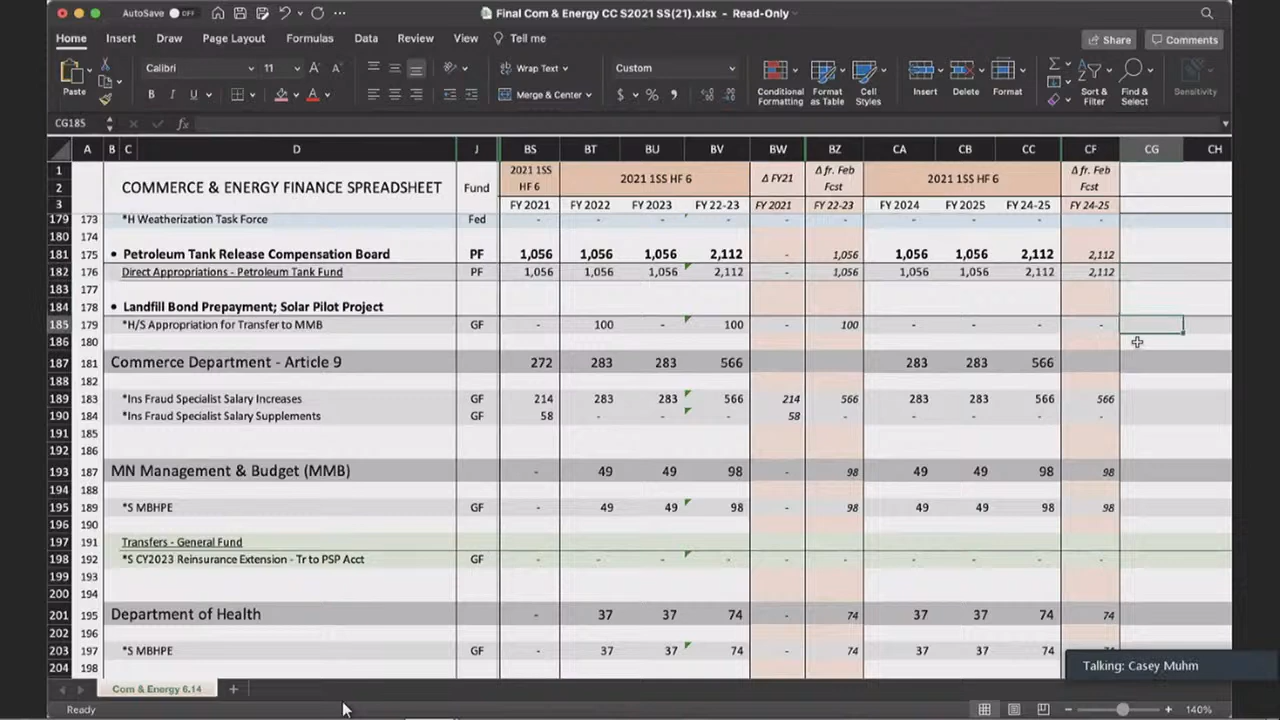 AutoSave OFF Final Com & Energy CC S2021 SS(21).xlsx - Read-Only
Home Insert Draw Page Layout Formulas Data Review View Tell me Share Comments
Paste Calibri 11 A A Wrap Text Custom Conditional Formatting Format as Table Cell Styles Insert Delete Format Sort & Filter Find & Select Sensitivity
B I U A Merge & Center $ %
CG185 fx
A B C D J BS BT BU BV BW BZ CA CB CC CF CG CH
1 2021 1SS HF 6 2021 1SS HF 6 Δ FY21 Δ fr. Feb Fcst 2021 1SS HF 6 Δ fr. Feb Fcst
2 COMMERCE & ENERGY FINANCE SPREADSHEET Fund
3 FY 2021 FY 2022 FY 2023 FY 22-23 FY 2021 FY 22-23 FY 2024 FY 2025 FY 24-25 FY 24-25
179 173 *H Weatherization Task Force Fed - - - - - - - - - -
180 174
181 175 • Petroleum Tank Release Compensation Board PF 1,056 1,056 1,056 2,112 - 1,056 1,056 1,056 2,112 2,112
182 176 Direct Appropriations - Petroleum Tank Fund PF 1,056 1,056 1,056 2,112 - 1,056 1,056 1,056 2,112 2,112
183 177
184 178 • Landfill Bond Prepayment; Solar Pilot Project
185 179 *H/S Appropriation for Transfer to MMB GF - 100 - 100 - 100 - - - -
186 180
187 181 Commerce Department - Article 9 272 283 283 566 283 283 566
188 182
189 183 *Ins Fraud Specialist Salary Increases GF 214 283 283 566 214 566 283 283 566 566
190 184 *Ins Fraud Specialist Salary Supplements GF 58 - - - 58 - - - - -
191 185
192 186
193 187 MN Management & Budget (MMB) - 49 49 98 - 98 49 49 98 98
194 188
195 189 *S MBHPE GF - 49 49 98 - 98 49 49 98 98
196 190
197 191 Transfers - General Fund
198 192 *S CY2023 Reinsurance Extension - Tr to PSP Acct GF - - - - - - - - - -
199 193
200 194
201 195 Department of Health - 37 37 74 - 74 37 37 74 74
202 196
203 197 *S MBHPE GF - 37 37 74 - 74 37 37 74
204 198
Talking: Casey Muhm
Com & Energy 6.14 +
Ready 140%